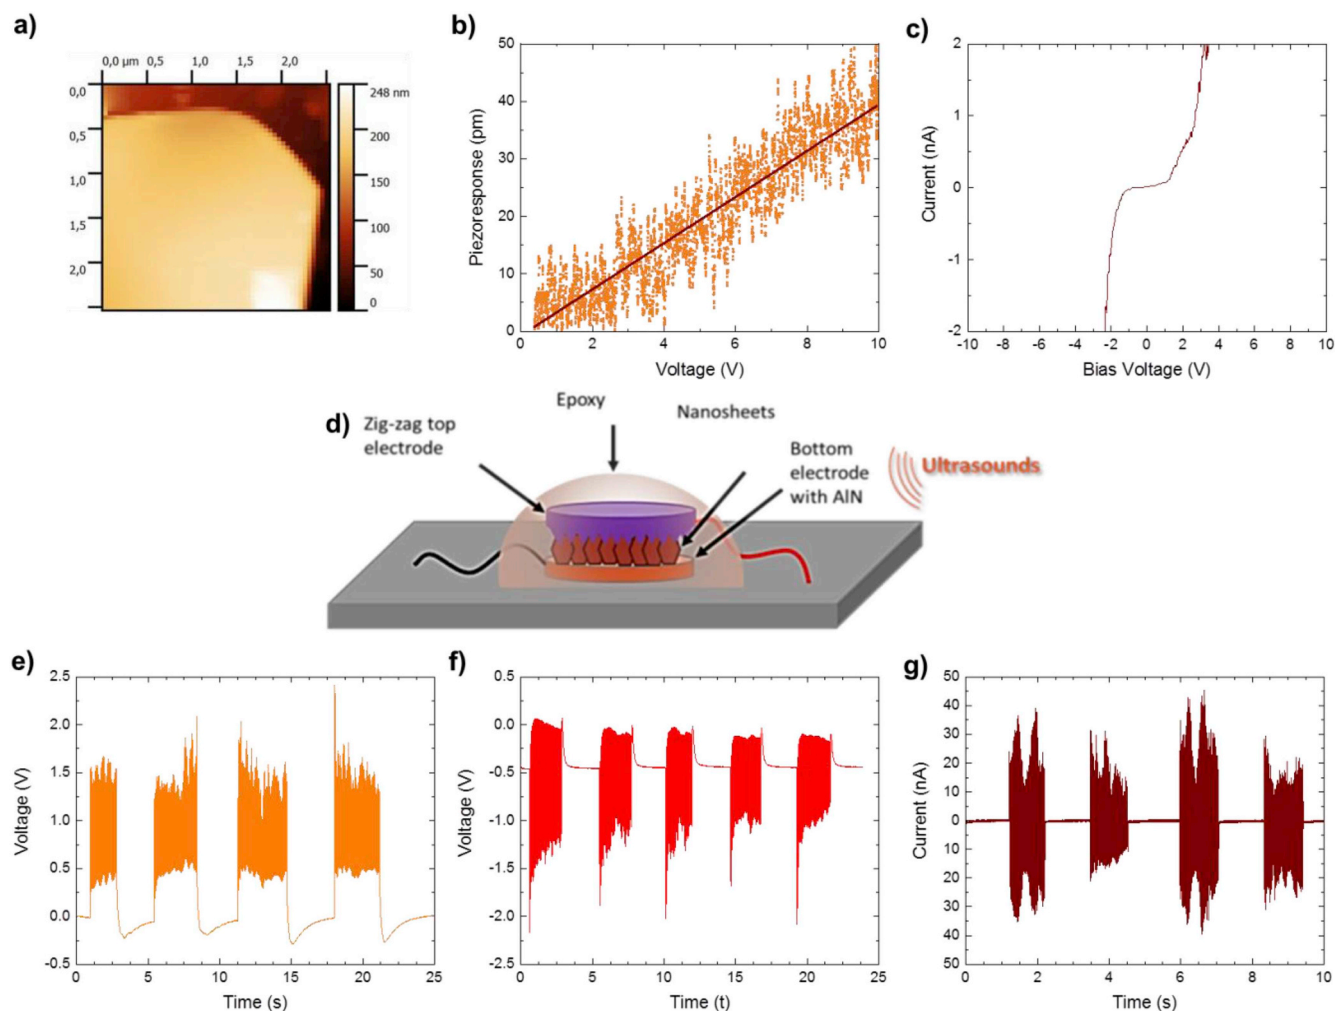 a)
0,0 µm 0,5 1,0 1,5 2,0
0,0
0,5
1,0
1,5
2,0
248 nm
200
150
100
50
0
b)
50
40
30
20
10
0
Piezoresponse (pm)
0 2 4 6 8 10
Voltage (V)
c)
2
1
0
-1
-2
Current (nA)
-10 -8 -6 -4 -2 0 2 4 6 8 10
Bias Voltage (V)
d)
Epoxy
Nanosheets
Zig-zag top
electrode
Bottom
electrode
with AlN
Ultrasounds
e)
2.5
2.0
1.5
1.0
0.5
0.0
-0.5
Voltage (V)
0 5 10 15 20 25
Time (s)
f)
0.5
0.0
-0.5
-1.0
-1.5
-2.0
-2.5
Voltage (V)
0 5 10 15 20 25
Time (t)
g)
50
40
30
20
10
0
10
20
30
40
50
Current (nA)
0 2 4 6 8 10
Time (s)